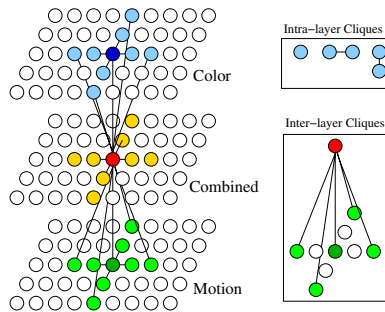 Intra-layer Cliques
Color
Inter-layer Cliques
Combined
Motion